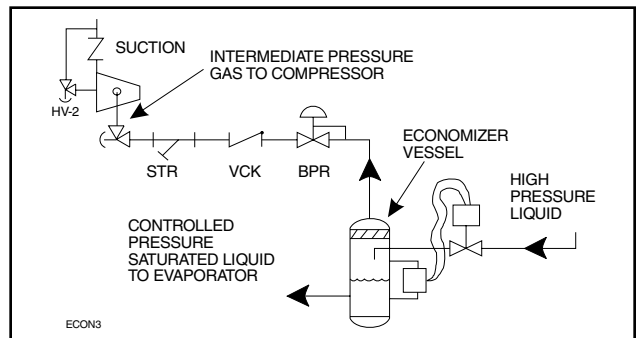 SUCTION
INTERMEDIATE PRESSURE
GAS TO COMPRESSOR
HV-2
STR
VCK
BPR
ECONOMIZER
VESSEL
HIGH
PRESSURE
LIQUID
CONTROLLED
PRESSURE
SATURATED LIQUID
TO EVAPORATOR
ECON3